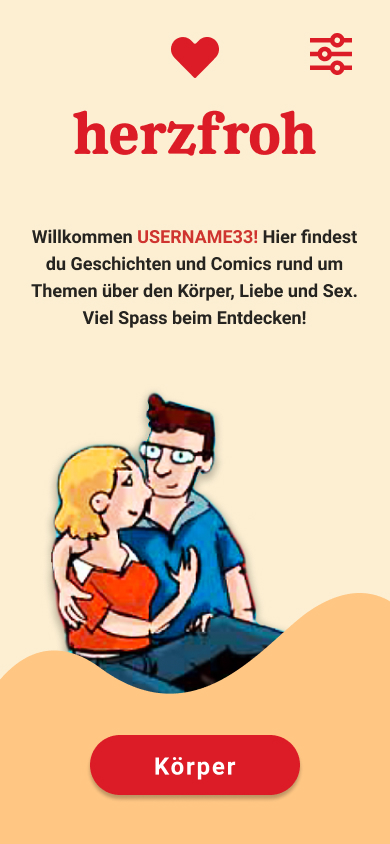 herzfroh
Willkommen USERNAME33! Hier findest
du Geschichten und Comics rund um
Themen über den Körper, Liebe und Sex.
Viel Spass beim Entdecken!
Körper